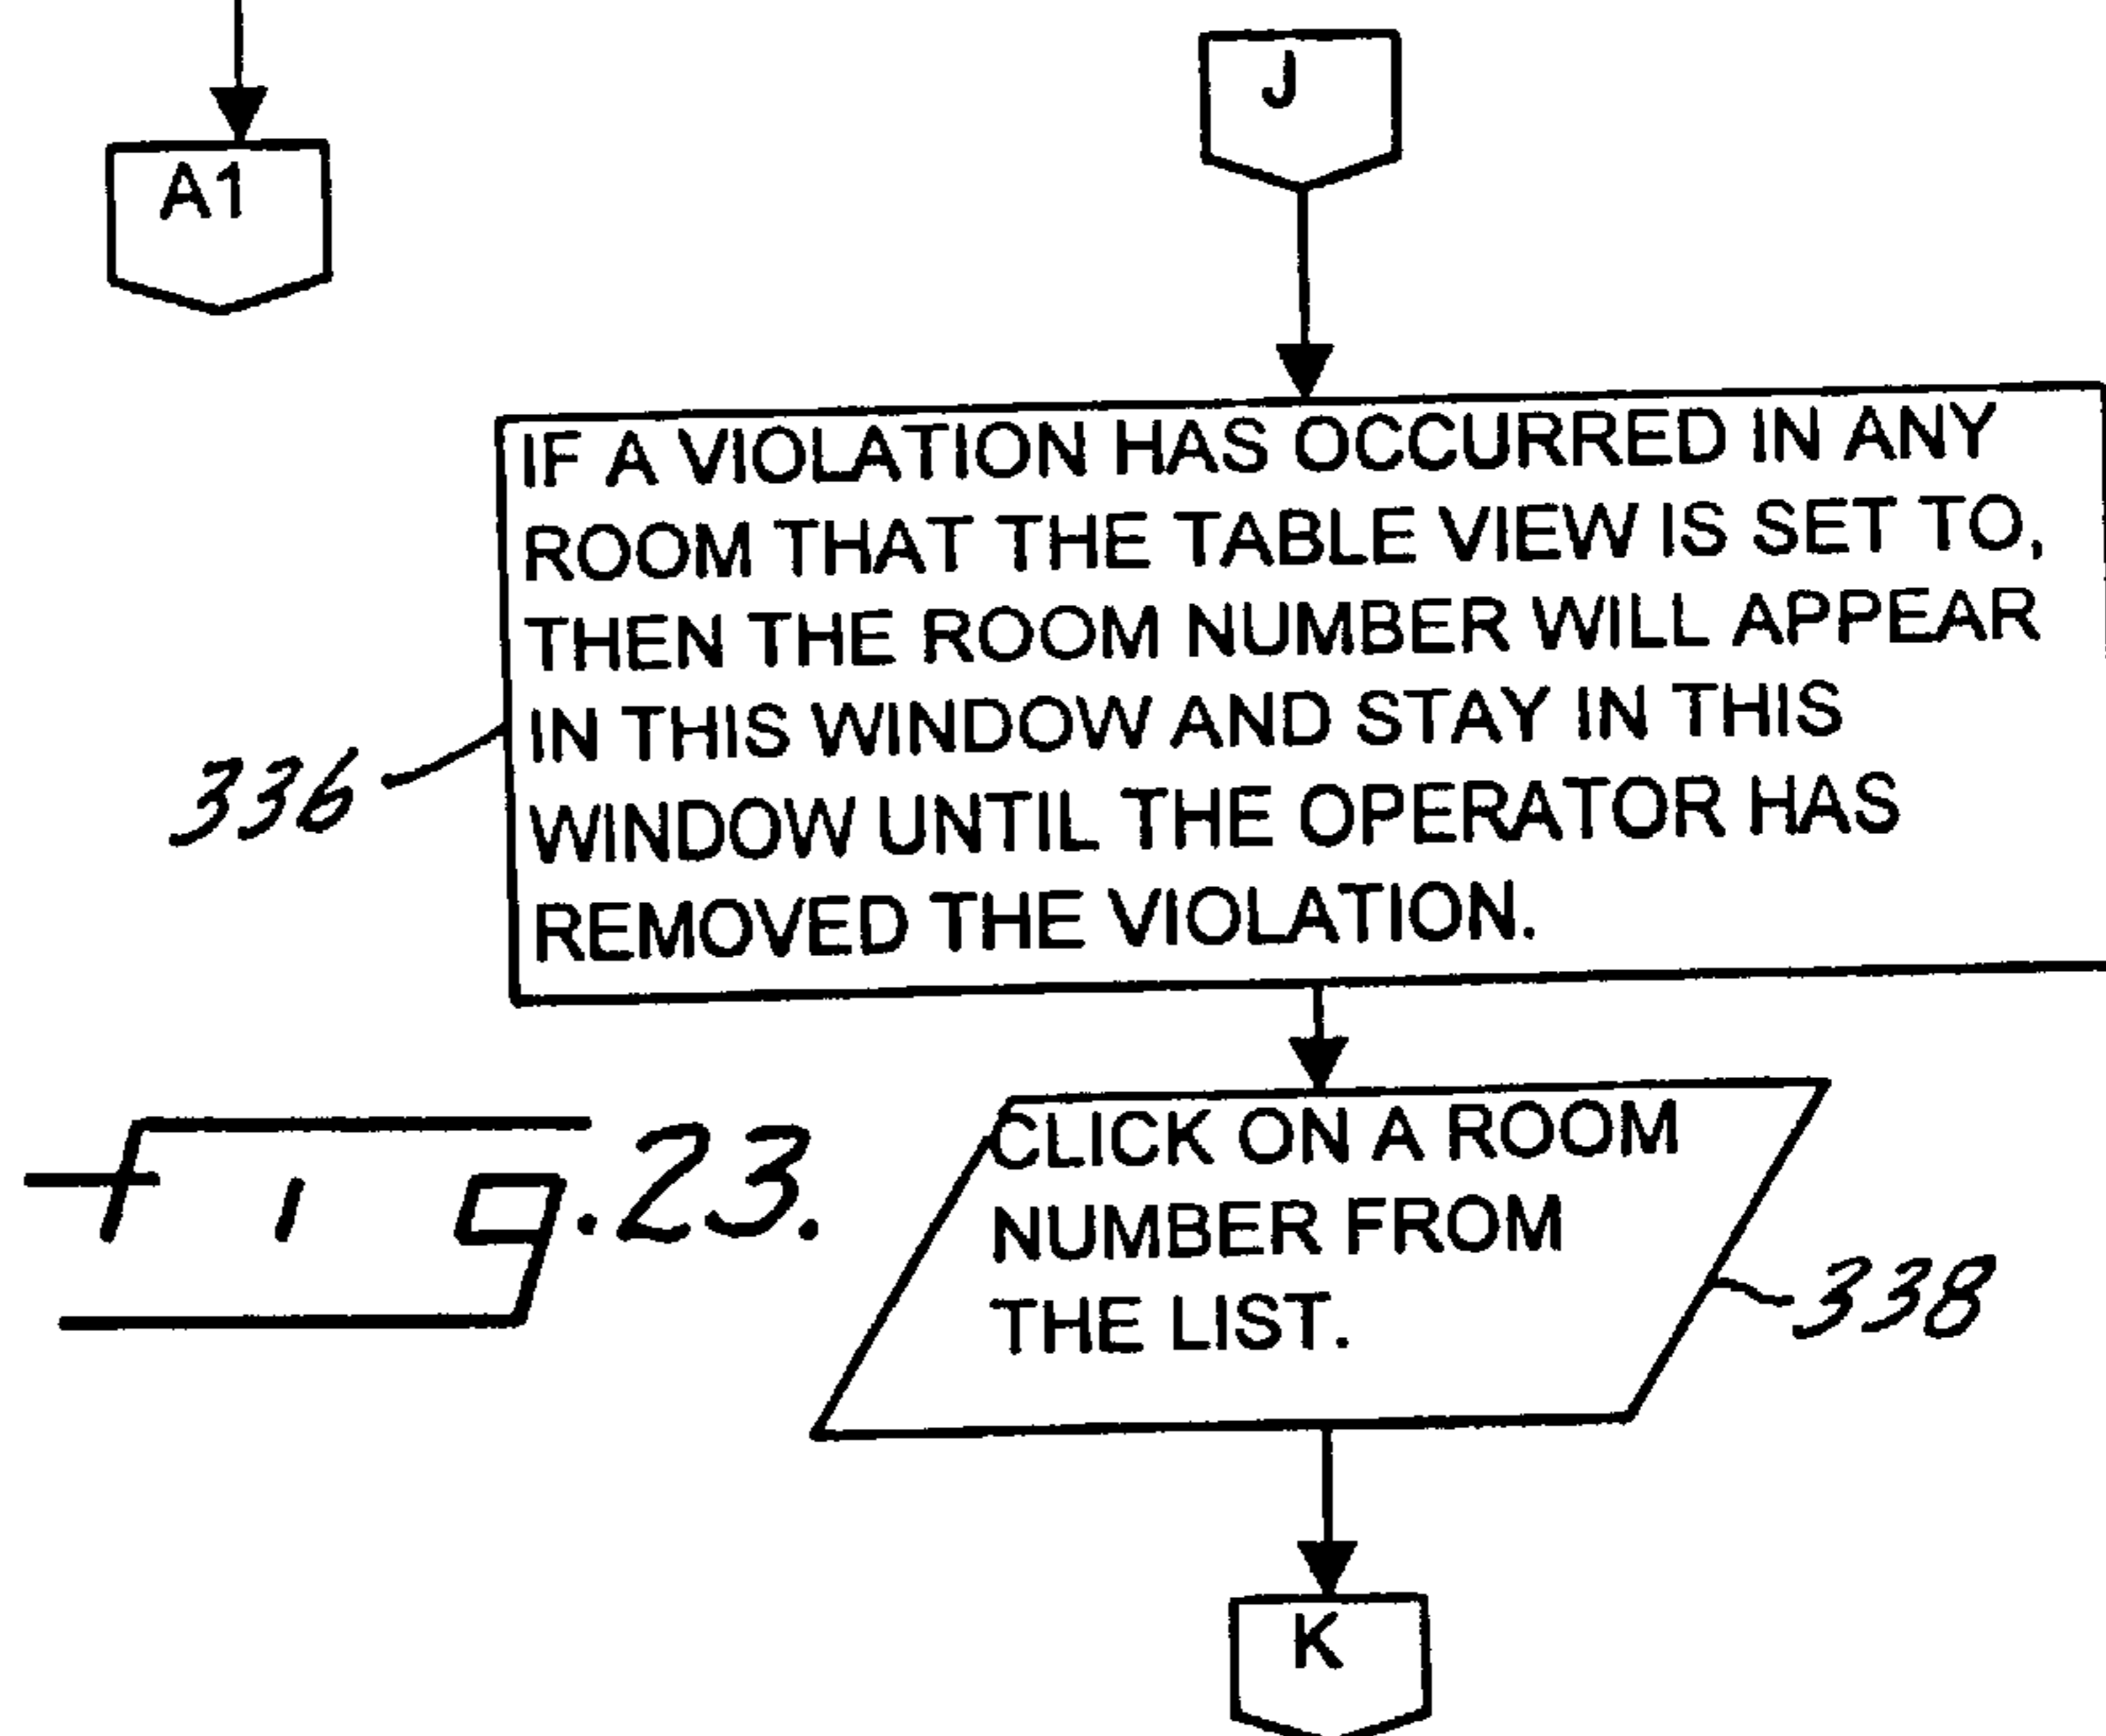 J
A1
IF A VIOLATION HAS OCCURRED IN ANY
ROOM THAT THE TABLE VIEW IS SET TO,
THEN THE ROOM NUMBER WILL APPEAR
IN THIS WINDOW AND STAY IN THIS
WINDOW UNTIL THE OPERATOR HAS
REMOVED THE VIOLATION.
336
CLICK ON A ROOM
NUMBER FROM
THE LIST.
338
Fig.23.
K